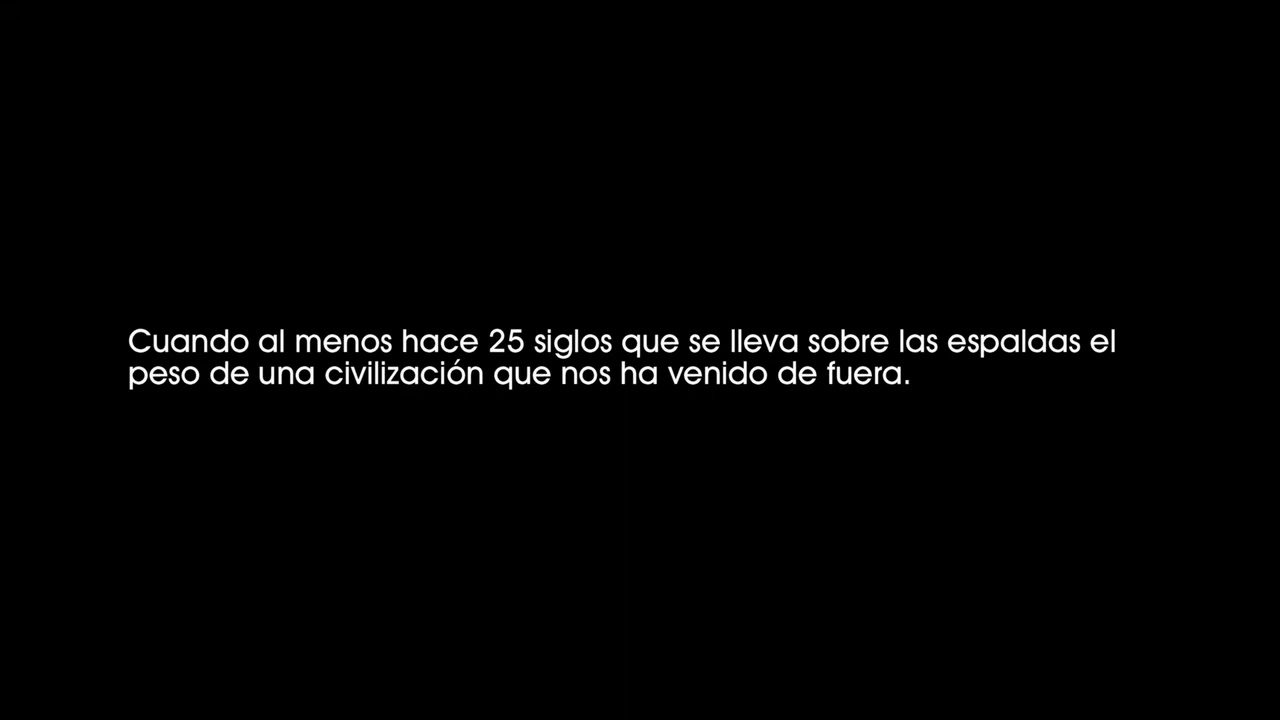 Cuando al menos hace 25 siglos que se lleva sobre las espaldas el
peso de una civilización que nos ha venido de fuera.